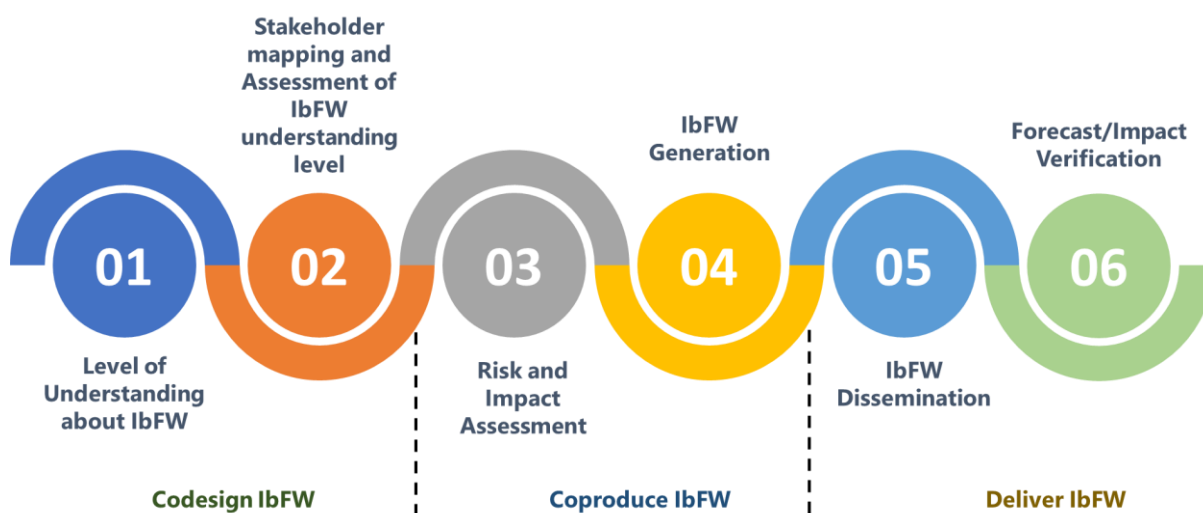 01
Level of
Understanding
about IbFW
Stakeholder
mapping and
Assessment of
IbFW
understanding
level
02
03
Risk and
Impact
Assessment
IbFW
Generation
04
05
IbFW
Dissemination
Forecast/Impact
Verification
06
Codesign IbFW
Coproduce IbFW
Deliver IbFW